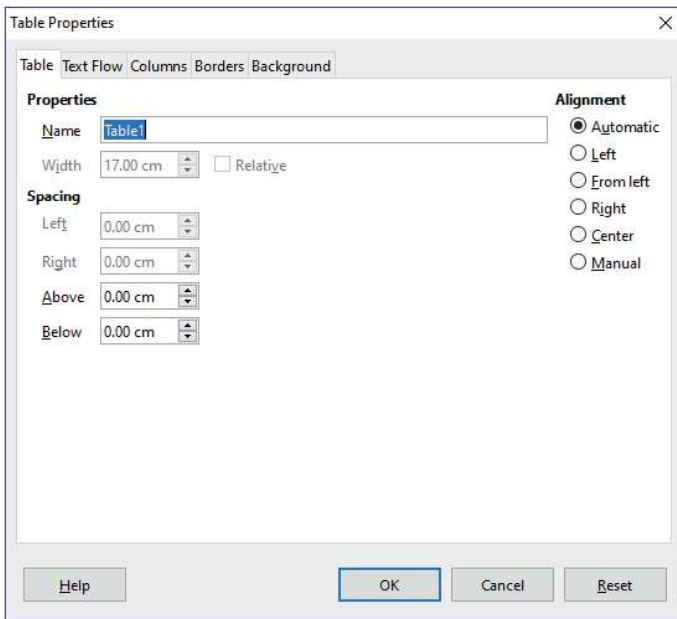 Table Properties
Table Text Flow Columns Borders Background
Properties
Name Table1
Width 17.00 cm Relative
Spacing
Left 0.00 cm
Right 0.00 cm
Above 0.00 cm
Below 0.00 cm
Alignment
Automatic
Left
From left
Right
Center
Manual
Help OK Cancel Reset